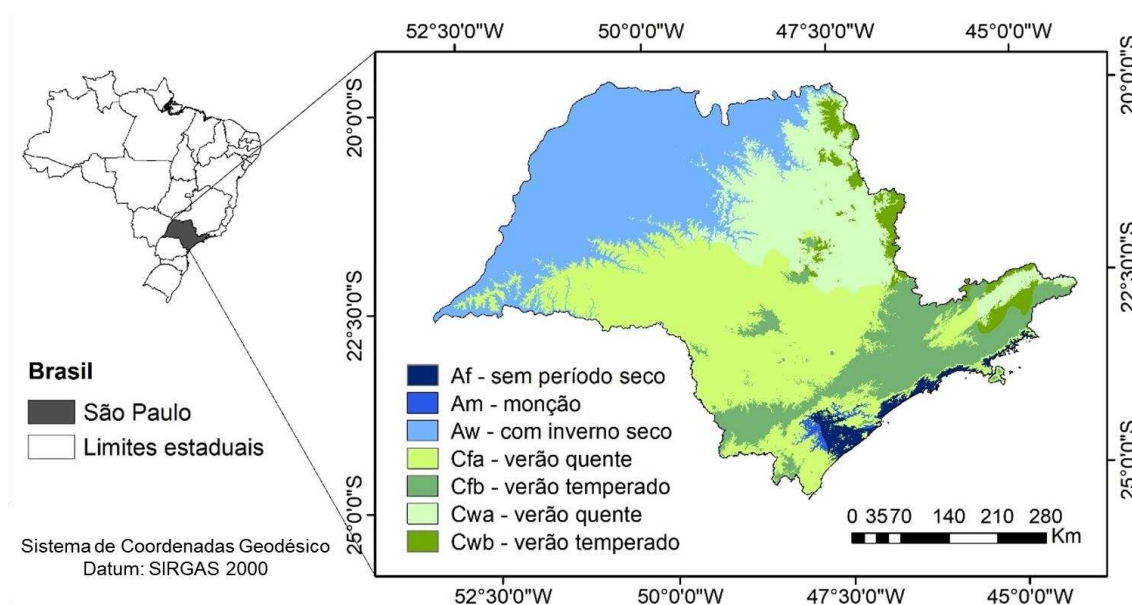 52°30'0"W 50°0'0"W 47°30'0"W 45°0'0"W
20°0'0"S
20°0'0"S
22°30'0"S
22°30'0"S
25°0'0"S
25°0'0"S
Brasil
São Paulo
Limites estaduais
Sistema de Coordenadas Geodésico
Datum: SIRGAS 2000
Af - sem período seco
Am - monção
Aw - com inverno seco
Cfa - verão quente
Cfb - verão temperado
Cwa - verão quente
Cwb - verão temperado
0 3570 140 210 280
Km
52°30'0"W 50°0'0"W 47°30'0"W 45°0'0"W